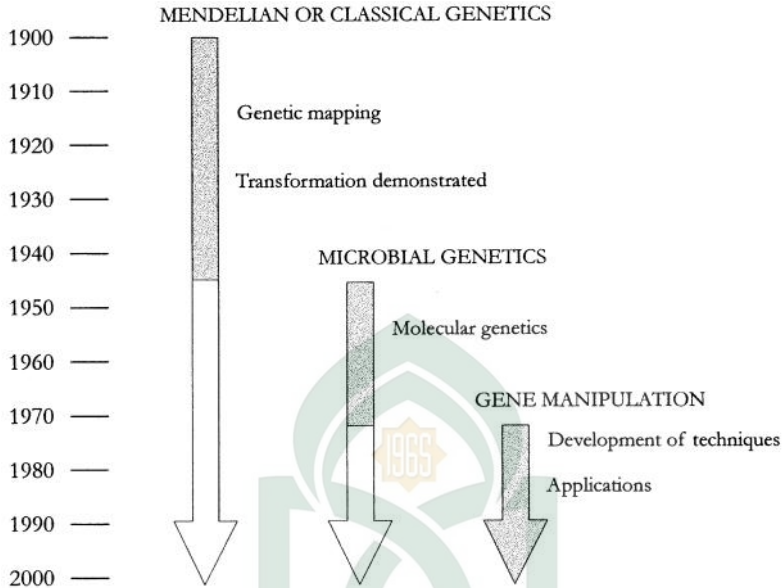 MENDELIAN OR CLASSICAL GENETICS
1900
1910
Genetic mapping
1920
Transformation demonstrated
1930
1940
MICROBIAL GENETICS
1950
Molecular genetics
1960
GENE MANIPULATION
1970
Development of techniques
1965
1980
Applications
1990
2000